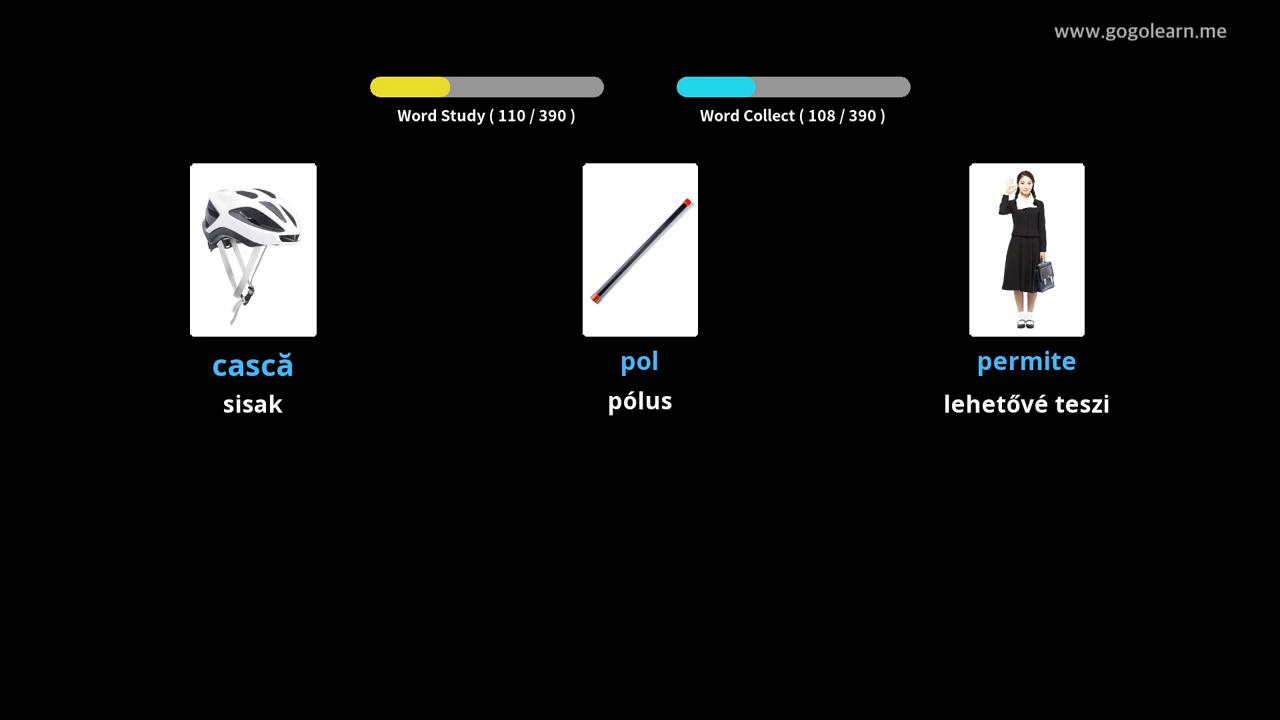 www.gogolearn.me
Word Study ( 110 / 390 )
Word Collect ( 108 / 390 )
cască
pol
permite
sisak
pólus
lehetővé teszi